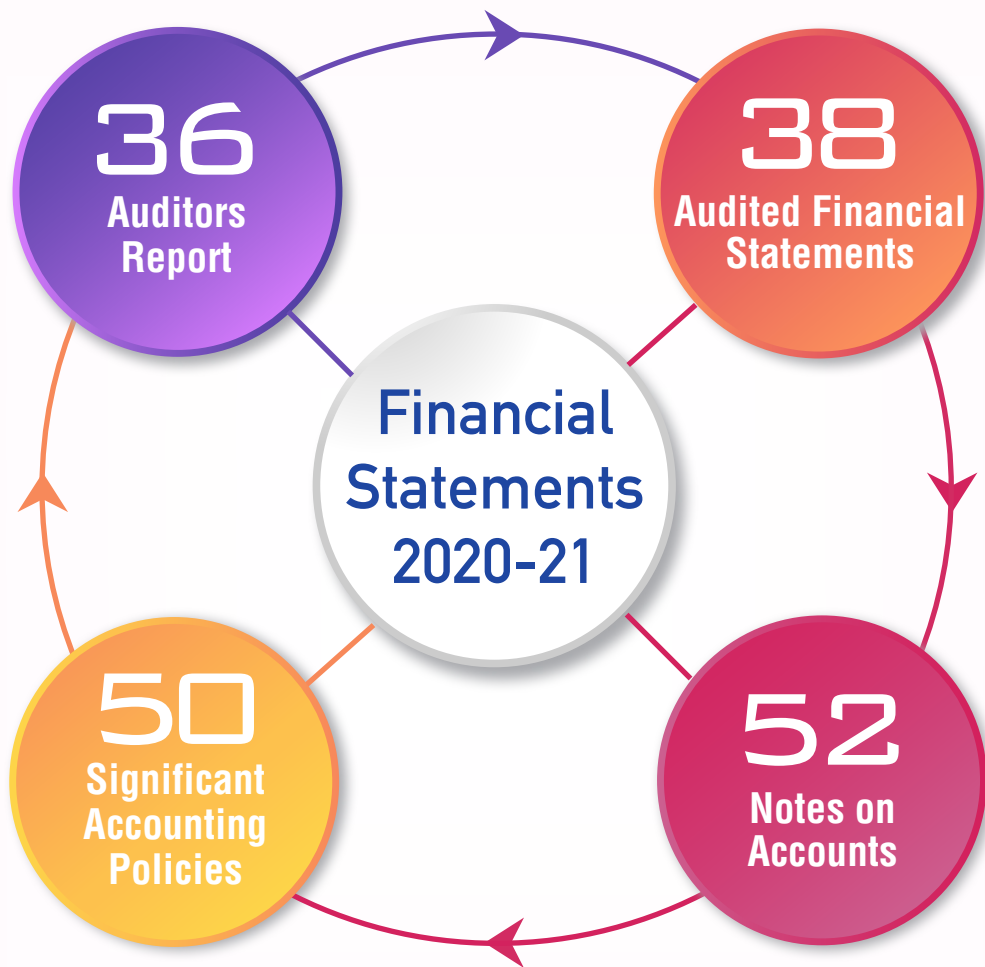 36
Auditors
Report
38
Audited Financial
Statements
Financial
Statements
2020-21
50
Significant
Accounting
Policies
52
Notes on
Accounts